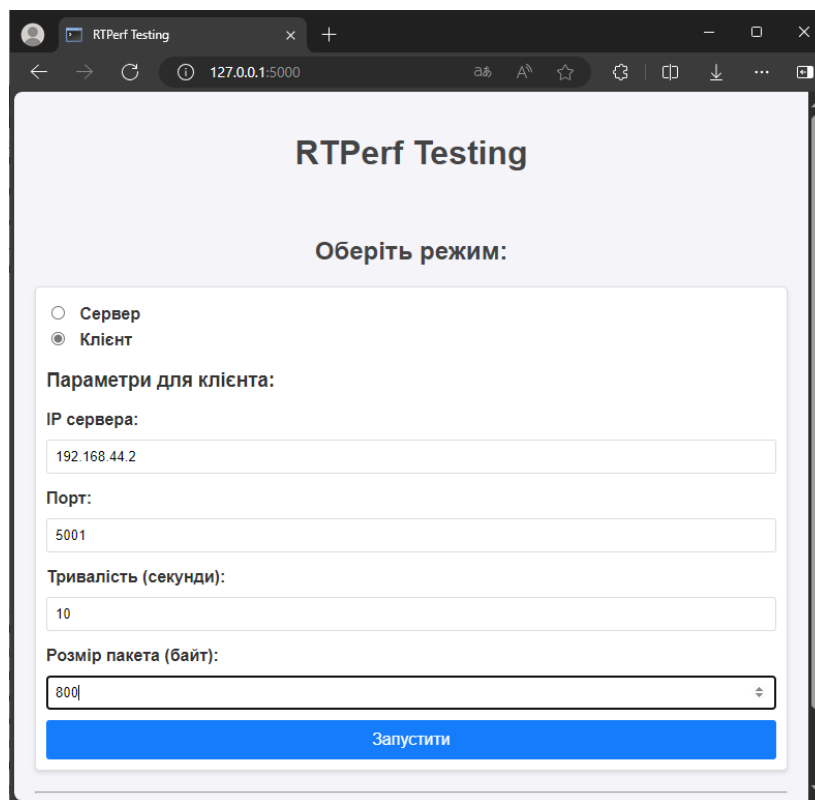 RTPerf Testing
127.0.0.1:5000
RTPerf Testing
Оберіть режим:
Сервер
Клієнт
Параметри для клієнта:
IP сервера:
192.168.44.2
Порт:
5001
Тривалість (секунди):
10
Розмір пакета (байт):
800
Запустити